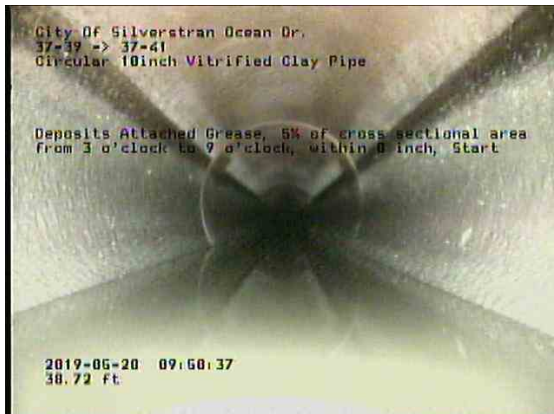 City Of Silverstran Ocean Dr.
37-39 -> 37-41
Circular 10inch Vitrified Clay Pipe
Deposits Attached Grease, 5% of cross sectional area
from 3 o'clock to 9 o'clock, within 8 inch, Start
2019-06-20 09:50:37
38.72 ft